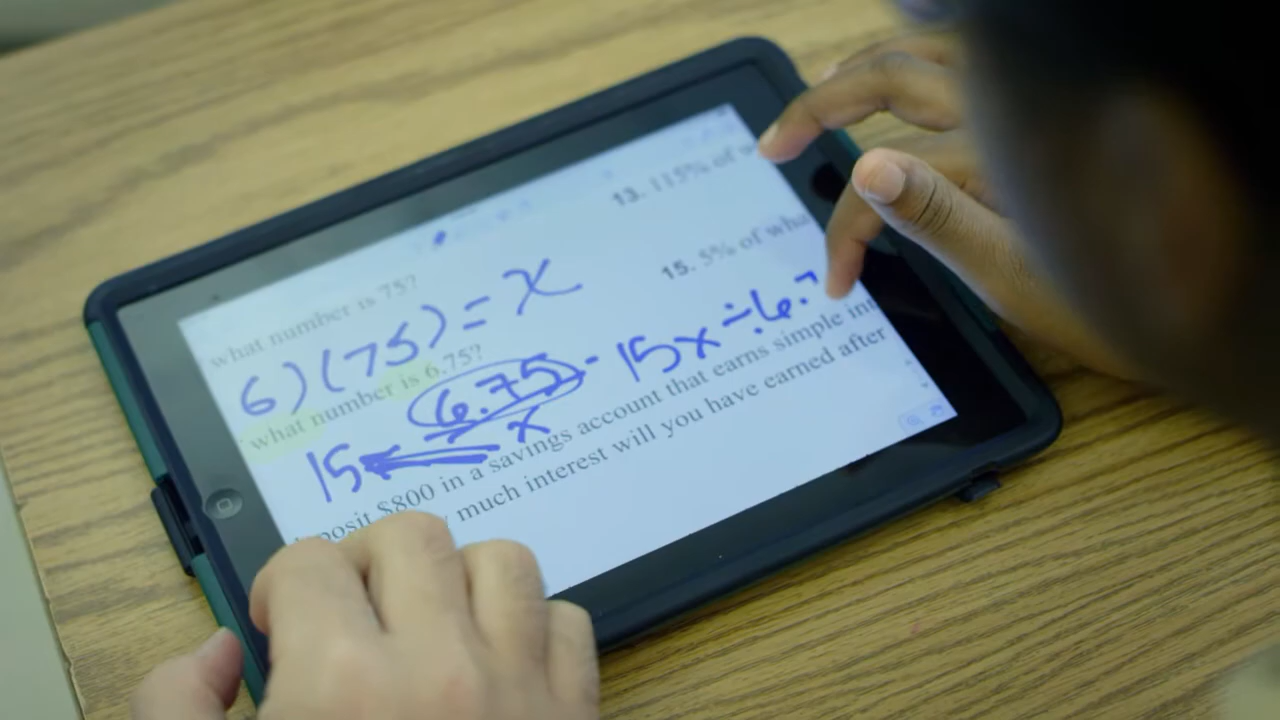 13. 115% of w
what number is 75?
15. 5% of wha
6)(75) = x
what number is 6.75?
6.75 - 15x ÷ 6.7
15 x
posit $800 in a savings account that earns simple int
much interest will you have earned after